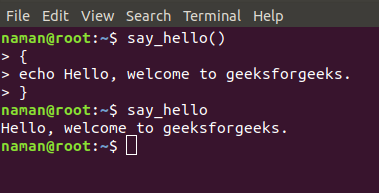 File Edit View Search Terminal Help
naman@root:~$ say_hello()
> {
> echo Hello, welcome to geeksforgeeks.
> }
naman@root:~$ say_hello
Hello, welcome to geeksforgeeks.
naman@root:~$